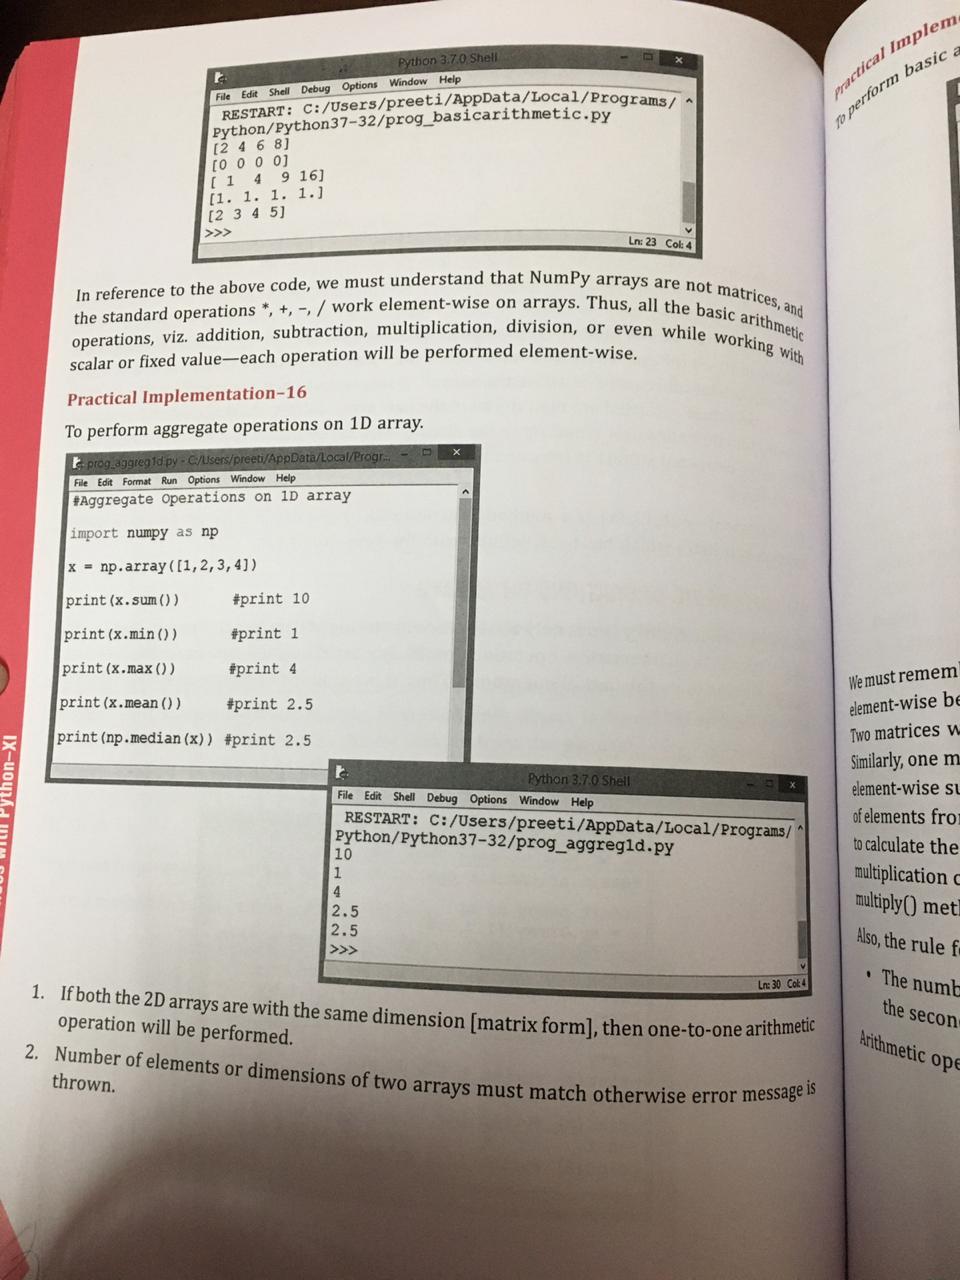 Python 3.7.0 Shell
File Edit Shell Debug Options Window Help
RESTART: C:/Users/preeti/AppData/Local/Programs/
Python/Python37-32/prog_basicarithmetic.py
[2 4 6 8]
[0 0 0 0]
[ 1  4  9 16]
[1. 1. 1. 1.]
[2 3 4 5]
>>>
Ln: 23 Col: 4
In reference to the above code, we must understand that NumPy arrays are not matrices, and
the standard operations *, +, –, / work element-wise on arrays. Thus, all the basic arithmetic
operations, viz. addition, subtraction, multiplication, division, or even while working with
scalar or fixed value—each operation will be performed element-wise.
Practical Implementation–16
To perform aggregate operations on 1D array.
prog_aggreg1d.py - C:/Users/preeti/AppData/Local/Progr...
File Edit Format Run Options Window Help
#Aggregate Operations on 1D array
import numpy as np
x = np.array([1,2,3,4])
print(x.sum()) #print 10
print(x.min()) #print 1
print(x.max()) #print 4
print(x.mean()) #print 2.5
print(np.median(x)) #print 2.5
Python 3.7.0 Shell
File Edit Shell Debug Options Window Help
RESTART: C:/Users/preeti/AppData/Local/Programs/
Python/Python37-32/prog_aggreg1d.py
10
1
4
2.5
2.5
>>>
Ln: 30 Col: 4
1. If both the 2D arrays are with the same dimension [matrix form], then one-to-one arithmetic
operation will be performed.
2. Number of elements or dimensions of two arrays must match otherwise error message is
thrown.
with Python–XI
Practical
To perform basic
We must
element-wise
Two matrices
Similarly, one
element-wise
of elements
to calculate the
multiplication
multiply()
Also, the rule
• The
the
Arithmetic